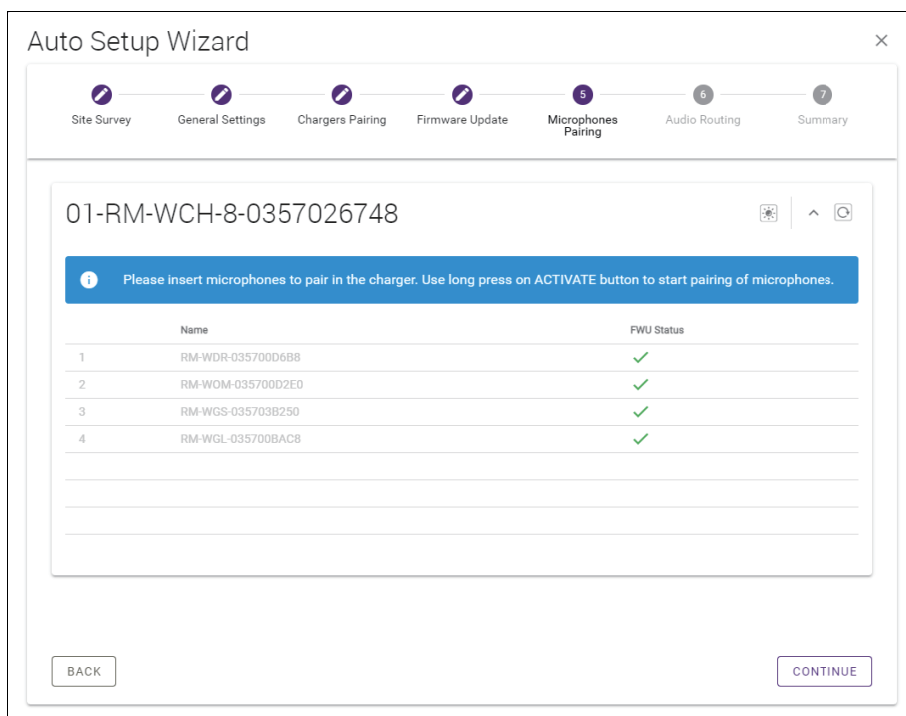 Auto Setup Wizard
Site Survey
General Settings
Chargers Pairing
Firmware Update
5
Microphones
Pairing
6
Audio Routing
7
Summary
01-RM-WCH-8-0357026748
Please insert microphones to pair in the charger. Use long press on ACTIVATE button to start pairing of microphones.
Name FWU Status
1 RM-WDR-035700D6B8
2 RM-WOM-035700D2E0
3 RM-WGS-035703B250
4 RM-WGL-035700BAC8
BACK CONTINUE